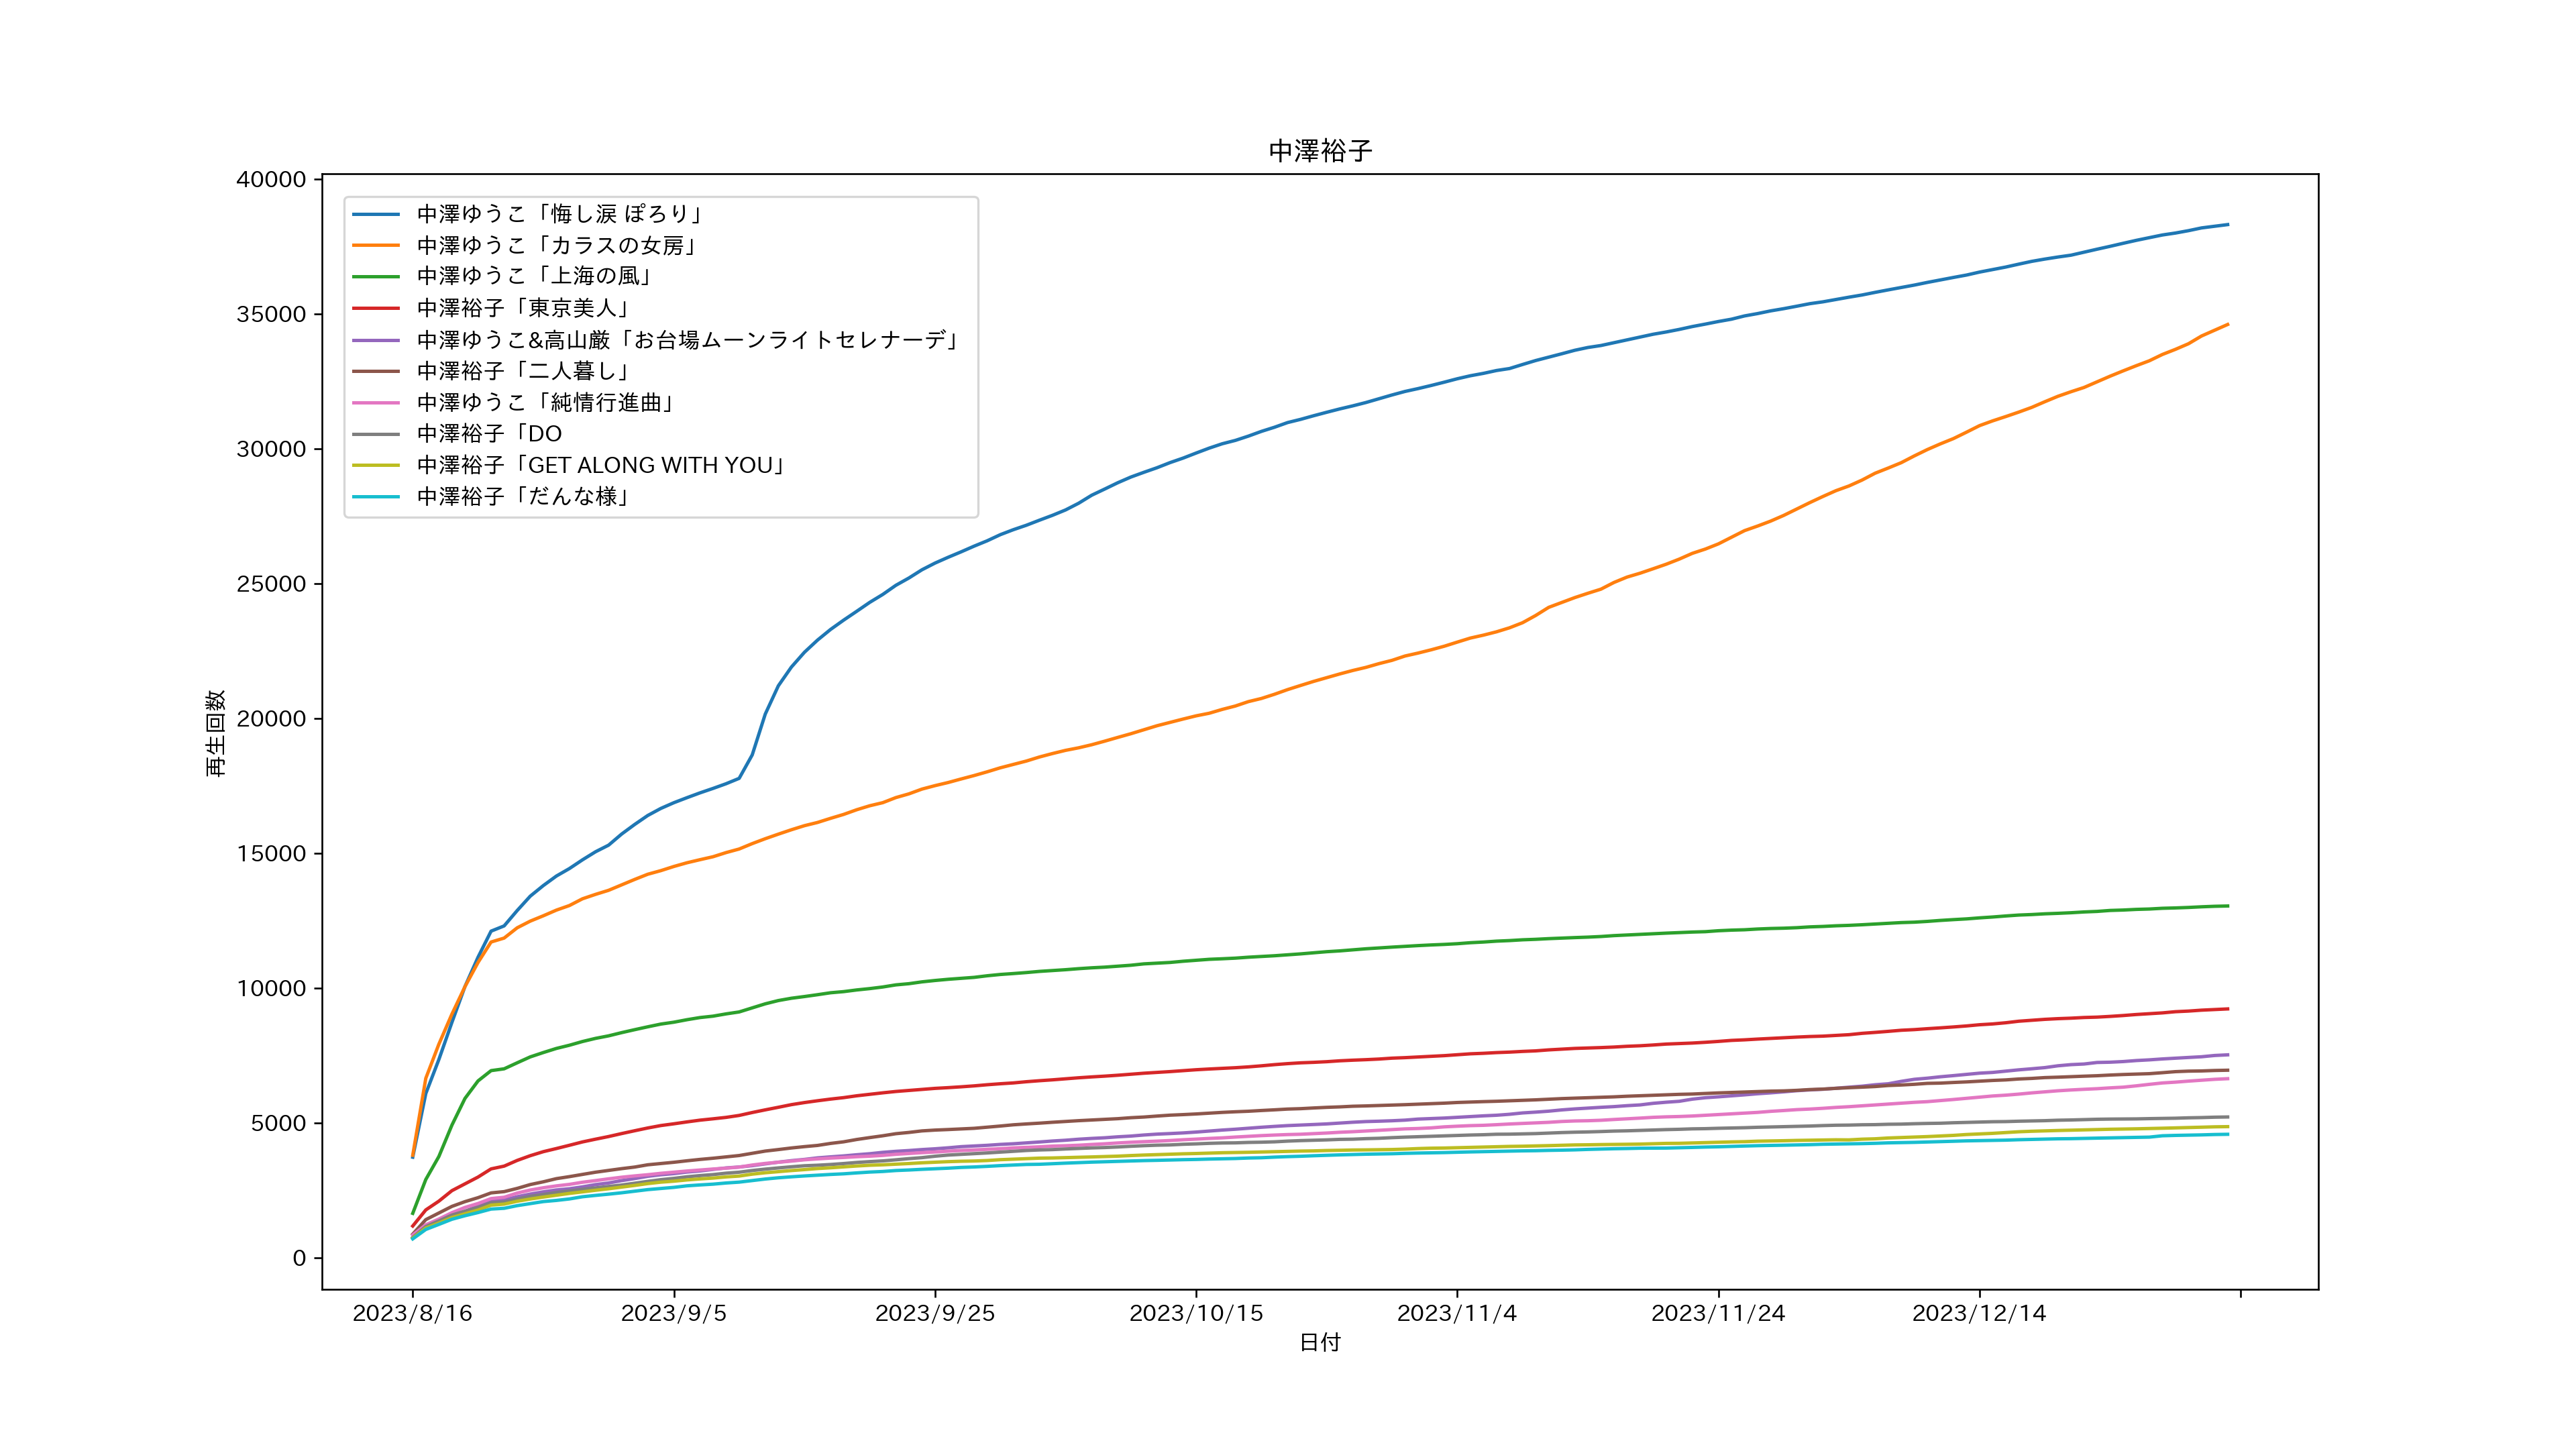 中澤裕子
40000
35000
30000
25000
20000
15000
10000
5000
0
再生回数
中澤ゆうこ「悔し涙 ぽろり」
中澤ゆうこ「カラスの女房」
中澤ゆうこ「上海の風」
中澤裕子「東京美人」
中澤ゆうこ&高山厳「お台場ムーンライトセレナーデ」
中澤裕子「二人暮し」
中澤ゆうこ「純情行進曲」
中澤裕子「DO
中澤裕子「GET ALONG WITH YOU」
中澤裕子「だんな様」
2023/8/16 2023/9/5 2023/9/25 2023/10/15 2023/11/4 2023/11/24 2023/12/14
日付